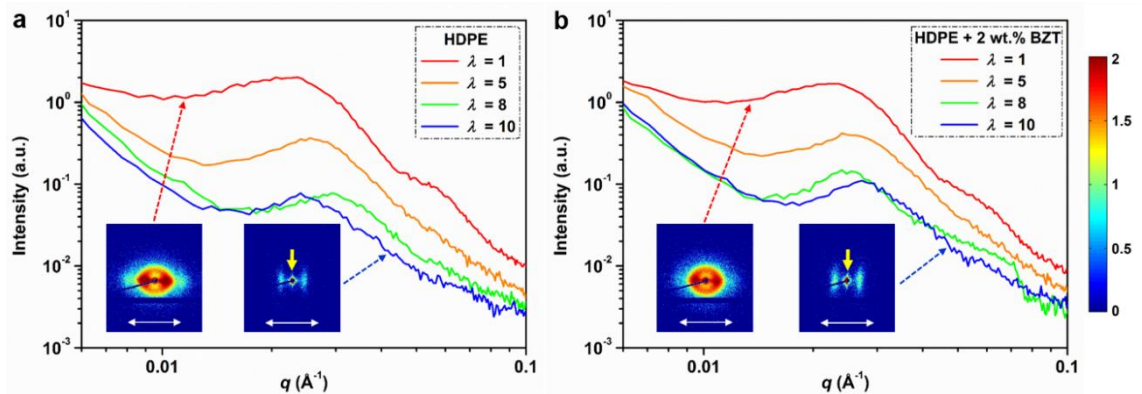 a
HDPE
λ = 1
λ = 5
λ = 8
λ = 10
10¹
10⁰
10⁻¹
10⁻²
10⁻³
Intensity (a.u.)
0.01
0.1
q (Å⁻¹)
b
HDPE + 2 wt.% BZT
λ = 1
λ = 5
λ = 8
λ = 10
10¹
10⁰
10⁻¹
10⁻²
10⁻³
Intensity (a.u.)
0.01
0.1
q (Å⁻¹)
2
1.5
1
0.5
0